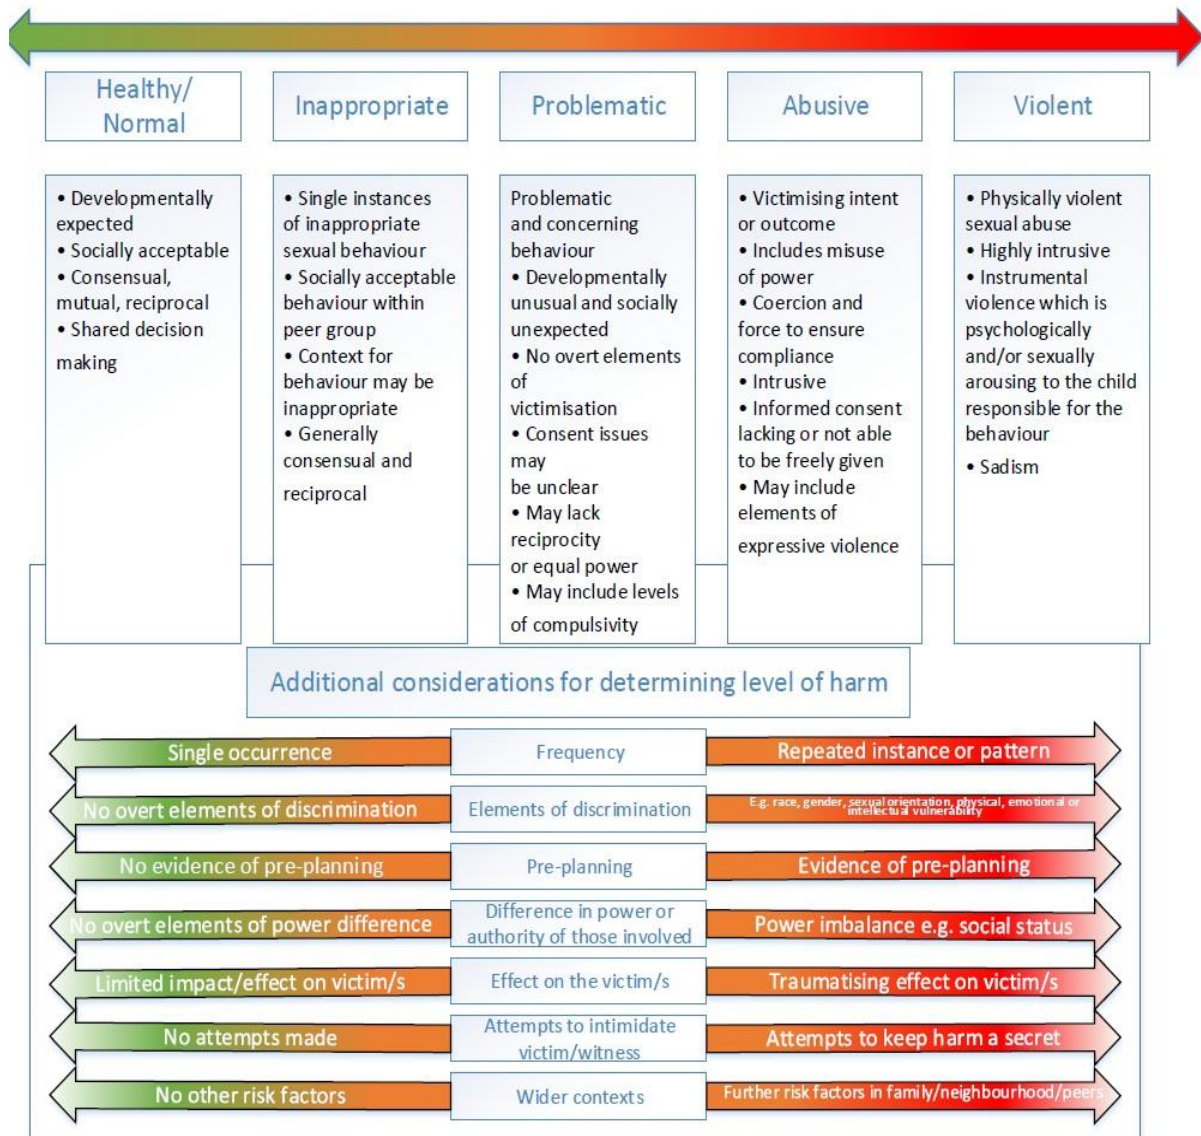 Healthy/
Normal
Inappropriate
Problematic
Abusive
Violent
• Developmentally
expected
• Socially acceptable
• Consensual,
mutual, reciprocal
• Shared decision
making
• Single instances
of inappropriate
sexual behaviour
• Socially acceptable
behaviour within
peer group
• Context for
behaviour may be
inappropriate
• Generally
consensual and
reciprocal
Problematic
and concerning
behaviour
• Developmentally
unusual and socially
unexpected
• No overt elements
of
victimisation
• Consent issues
may
be unclear
• May lack
reciprocity
or equal power
• May include levels
of compulsivity
• Victimising intent
or outcome
• Includes misuse
of power
• Coercion and
force to ensure
compliance
• Intrusive
• Informed consent
lacking or not able
to be freely given
• May include
elements of
expressive violence
• Physically violent
sexual abuse
• Highly intrusive
• Instrumental
violence which is
psychologically
and/or sexually
arousing to the child
responsible for the
behaviour
• Sadism
Additional considerations for determining level of harm
Single occurrence
Frequency
Repeated instance or pattern
No overt elements of discrimination
Elements of discrimination
E.g. race, gender, sexual orientation, physical, emotional or
intellectual vulnerability
No evidence of pre-planning
Pre-planning
Evidence of pre-planning
No overt elements of power difference
Difference in power or
authority of those involved
Power imbalance e.g. social status
Limited impact/effect on victim/s
Effect on the victim/s
Traumatising effect on victim/s
No attempts made
Attempts to intimidate
victim/witness
Attempts to keep harm a secret
No other risk factors
Wider contexts
Further risk factors in family/neighbourhood/peers